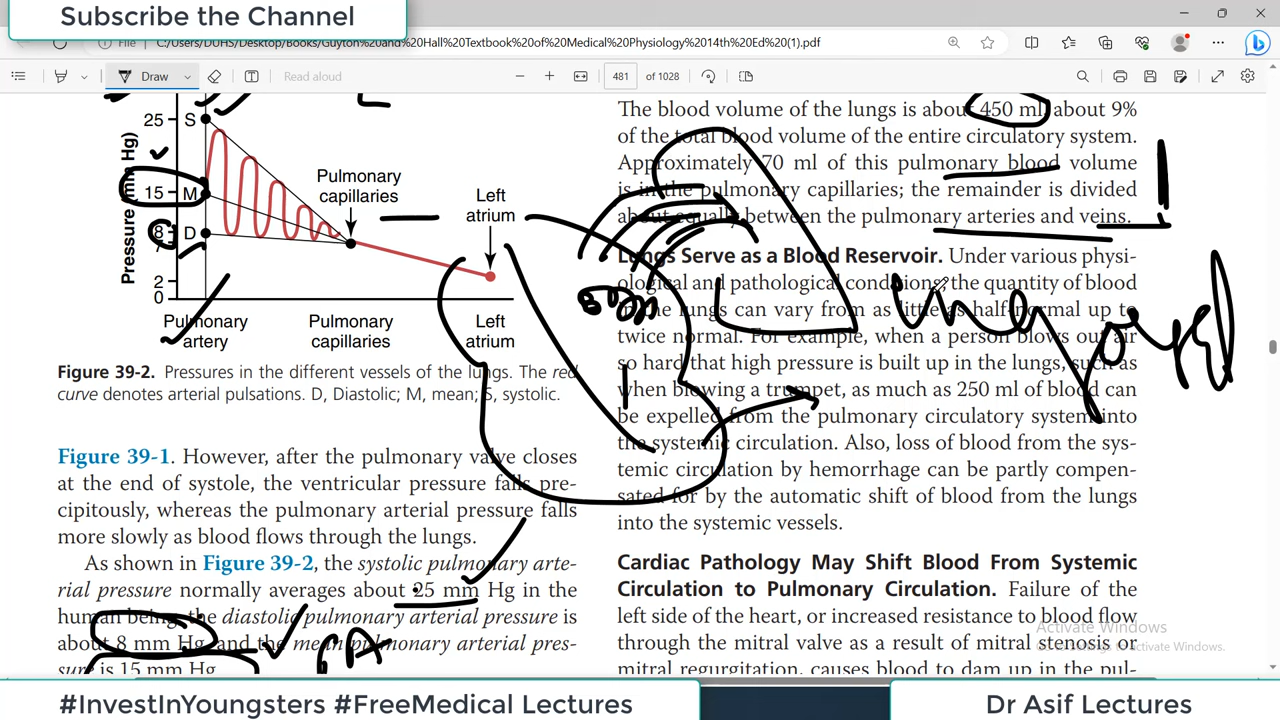 Subscribe the Channel
File C:/Users/DUHS/Desktop/Books/Guyton%20and%20Hall%20Textbook%20of%20Medical%20Physiology%2014th%20Ed%20(1).pdf
Draw
Read aloud
481 of 1028
Pressure (mm Hg)
25
15
8
7
2
0
S
M
D
Pulmonary
capillaries
Left
atrium
Pulmonary
artery
Pulmonary
capillaries
Left
atrium
Figure 39-2. Pressures in the different vessels of the lungs. The red
curve denotes arterial pulsations. D, Diastolic; M, mean; S, systolic.
Figure 39-1. However, after the pulmonary valve closes
at the end of systole, the ventricular pressure falls pre-
cipitously, whereas the pulmonary arterial pressure falls
more slowly as blood flows through the lungs.
As shown in Figure 39-2, the systolic pulmonary arte-
rial pressure normally averages about 25 mm Hg in the
human being, the diastolic pulmonary arterial pressure is
about 8 mm Hg, and the mean pulmonary arterial pres-
sure is 15 mm Hg.
PA
The blood volume of the lungs is about 450 ml, about 9%
of the total blood volume of the entire circulatory system.
Approximately 70 ml of this pulmonary blood volume
is in the pulmonary capillaries; the remainder is divided
about equally between the pulmonary arteries and veins.
Lungs Serve as a Blood Reservoir. Under various physi-
ological and pathological conditions, the quantity of blood
in the lungs can vary from as little as half-normal up to
twice normal. For example, when a person blows out air
so hard that high pressure is built up in the lungs, such as
when blowing a trumpet, as much as 250 ml of blood can
be expelled from the pulmonary circulatory system into
the systemic circulation. Also, loss of blood from the sys-
temic circulation by hemorrhage can be partly compen-
sated for by the automatic shift of blood from the lungs
into the systemic vessels.
Cardiac Pathology May Shift Blood From Systemic
Circulation to Pulmonary Circulation. Failure of the
left side of the heart, or increased resistance to blood flow
through the mitral valve as a result of mitral stenosis or
mitral regurgitation, causes blood to dam up in the pul-
Activate Windows
Go to Settings to activate Windows.
#InvestInYoungsters #FreeMedical Lectures
Dr Asif Lectures